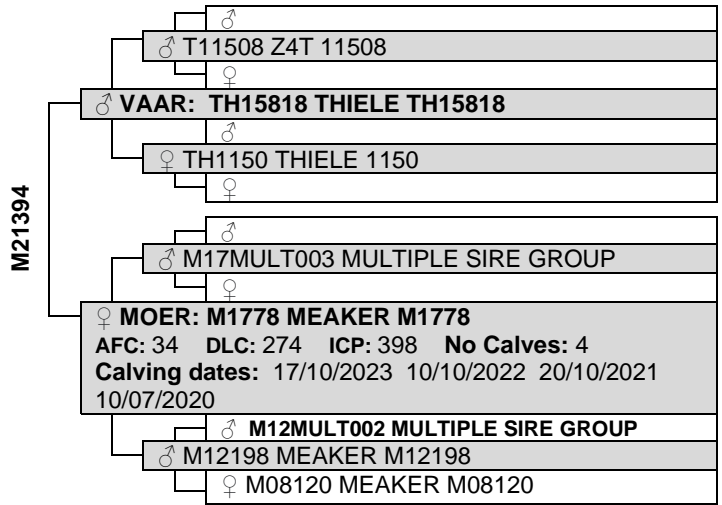 ♂
♂ T11508 Z4T 11508
♀
♂ VAAR: TH15818 THIELE TH15818
♂
♀ TH1150 THIELE 1150
♀
M21394
♂
♂ M17MULT003 MULTIPLE SIRE GROUP
♀
♀ MOER: M1778 MEAKER M1778
AFC: 34 DLC: 274 ICP: 398 No Calves: 4
Calving dates: 17/10/2023 10/10/2022 20/10/2021
10/07/2020
♂ M12MULT002 MULTIPLE SIRE GROUP
♂ M12198 MEAKER M12198
♀ M08120 MEAKER M08120